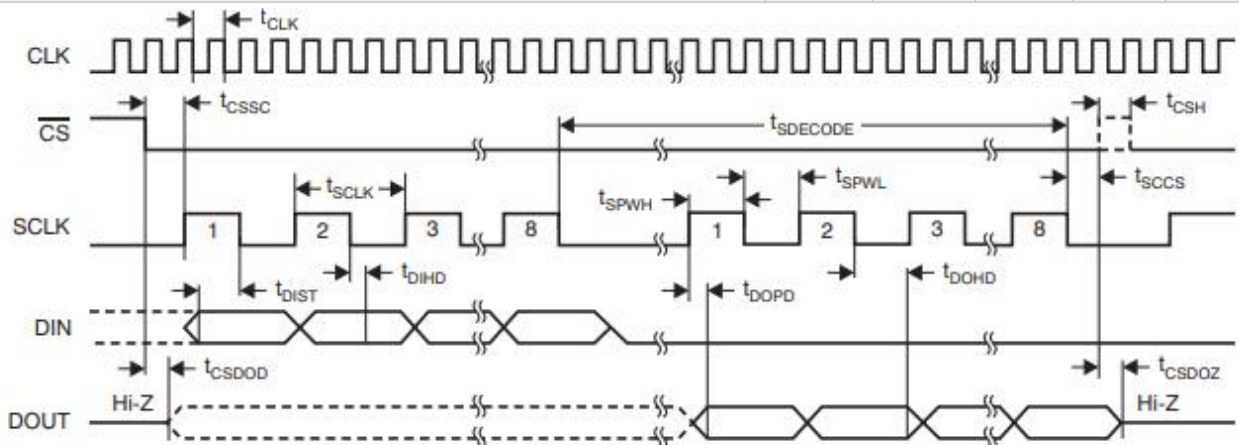 tCLK
CLK
tCSSC
tCSH
CS
tSDECODE
tSCLK
tSPWH
tSPWL
tSCCS
SCLK
1 2 3 8 1 2 3 8
tDIST
tDIHD
tDOPD
tDOHD
DIN
tCSDOD
tCSDOZ
Hi-Z
Hi-Z
DOUT